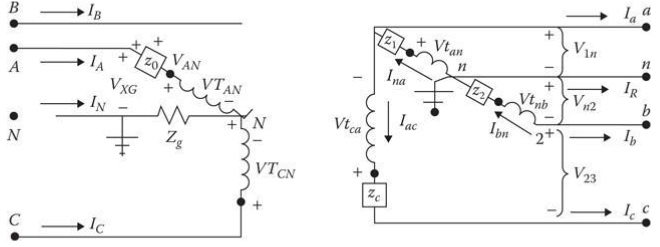 B
I_B
A
I_A
z_0
V_AN
V_XG
VT_AN
I_N
N
Z_g
N
VT_CN
C
I_C
a
I_a
z_1
Vt_an
V_1n
n
I_na
n
z_2
Vt_nb
V_n2
I_R
Vt_ca
I_ac
I_bn
2
b
I_b
V_23
z_c
I_c
c